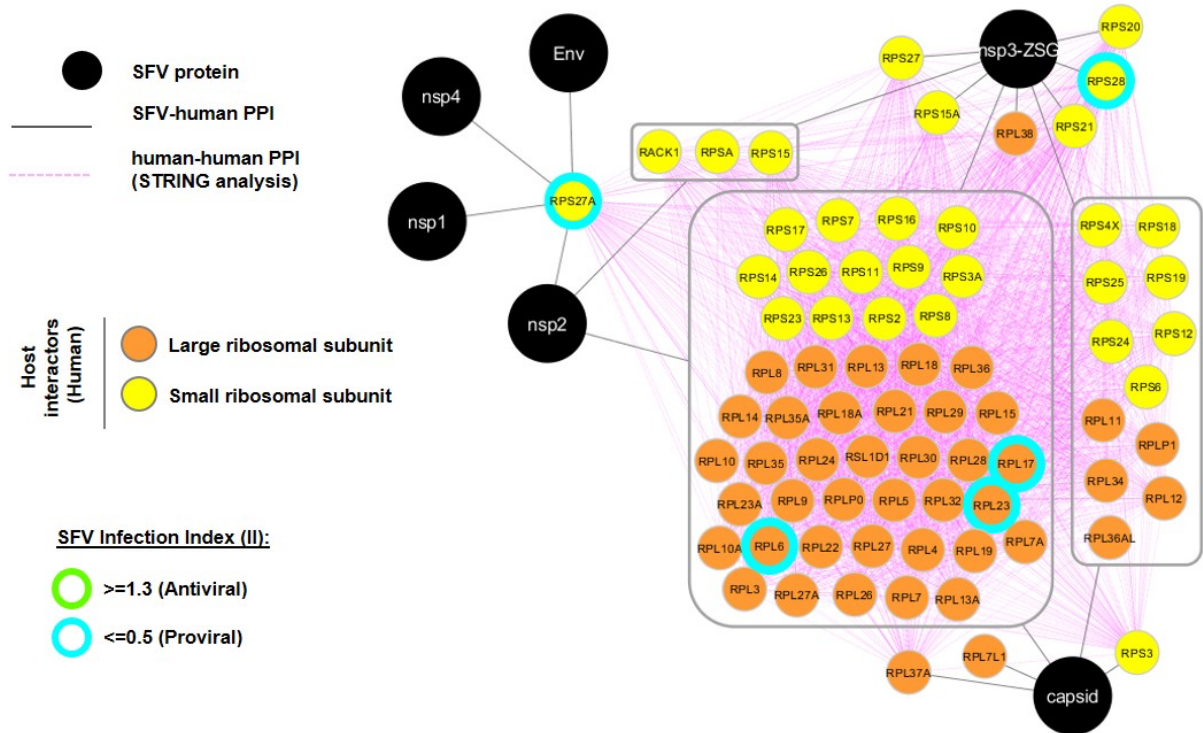 SFV protein
SFV-human PPI
human-human PPI
(STRING analysis)
Host
interactors
(Human)
Large ribosomal subunit
Small ribosomal subunit
SFV Infection Index (II):
>=1.3 (Antiviral)
<=0.5 (Proviral)
Env
nsp4
nsp1
nsp2
RPS27A
nsp3-ZSG
RPS20
RPS27
RPS28
RPS15A
RPL38
RPS21
RACK1 RPSA RPS15
RPS17 RPS7 RPS16 RPS10
RPS14 RPS26 RPS11 RPS9 RPS3A
RPS23 RPS13 RPS2 RPS8
RPL8 RPL31 RPL13 RPL18 RPL36
RPL14 RPL35A RPL18A RPL21 RPL29 RPL15
RPL10 RPL35 RPL24 RSL1D1 RPL30 RPL28 RPL17
RPL23A RPL9 RPLP0 RPL5 RPL32 RPL23
RPL10A RPL6 RPL22 RPL27 RPL4 RPL19 RPL7A
RPL3 RPL27A RPL26 RPL7 RPL13A
RPS4X RPS18
RPS25 RPS19
RPS24 RPS12
RPS6
RPL11 RPLP1
RPL34 RPL12
RPL36AL
RPL37A
RPL7L1
RPS3
capsid